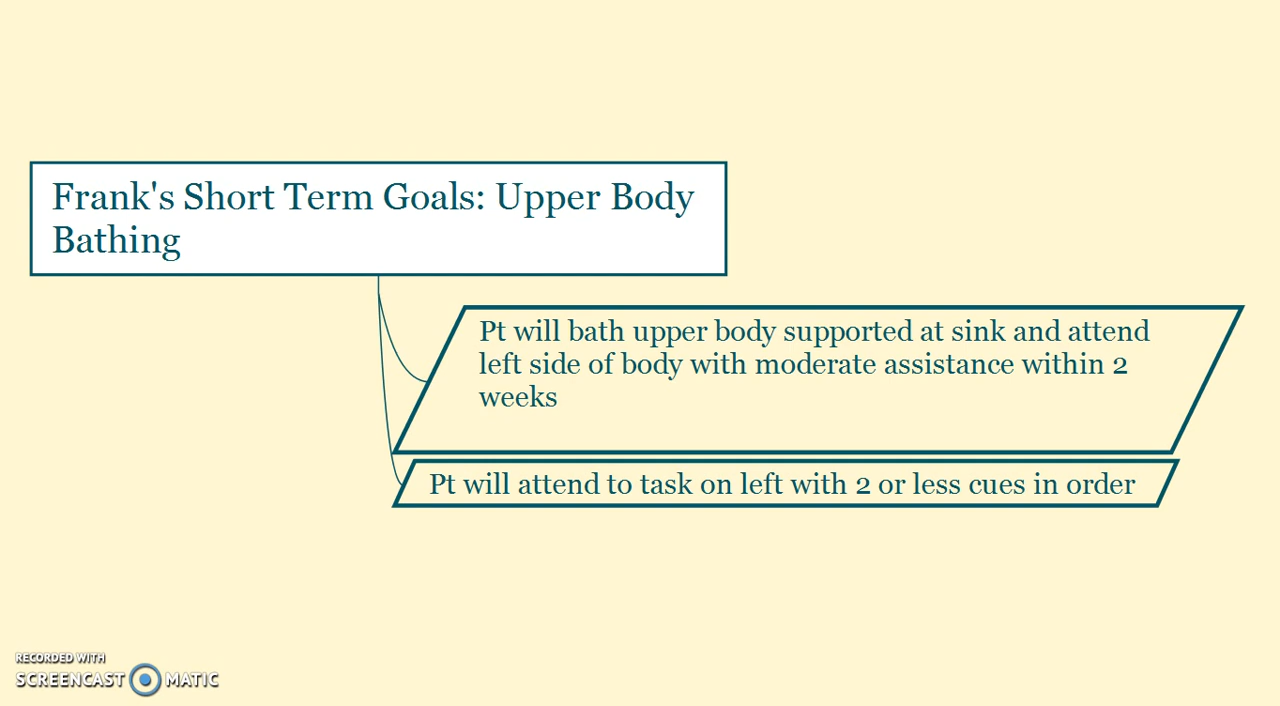 Frank's Short Term Goals: Upper Body
Bathing
Pt will bath upper body supported at sink and attend
left side of body with moderate assistance within 2
weeks
Pt will attend to task on left with 2 or less cues in order
RECORDED WITH
SCREENCAST MATIC